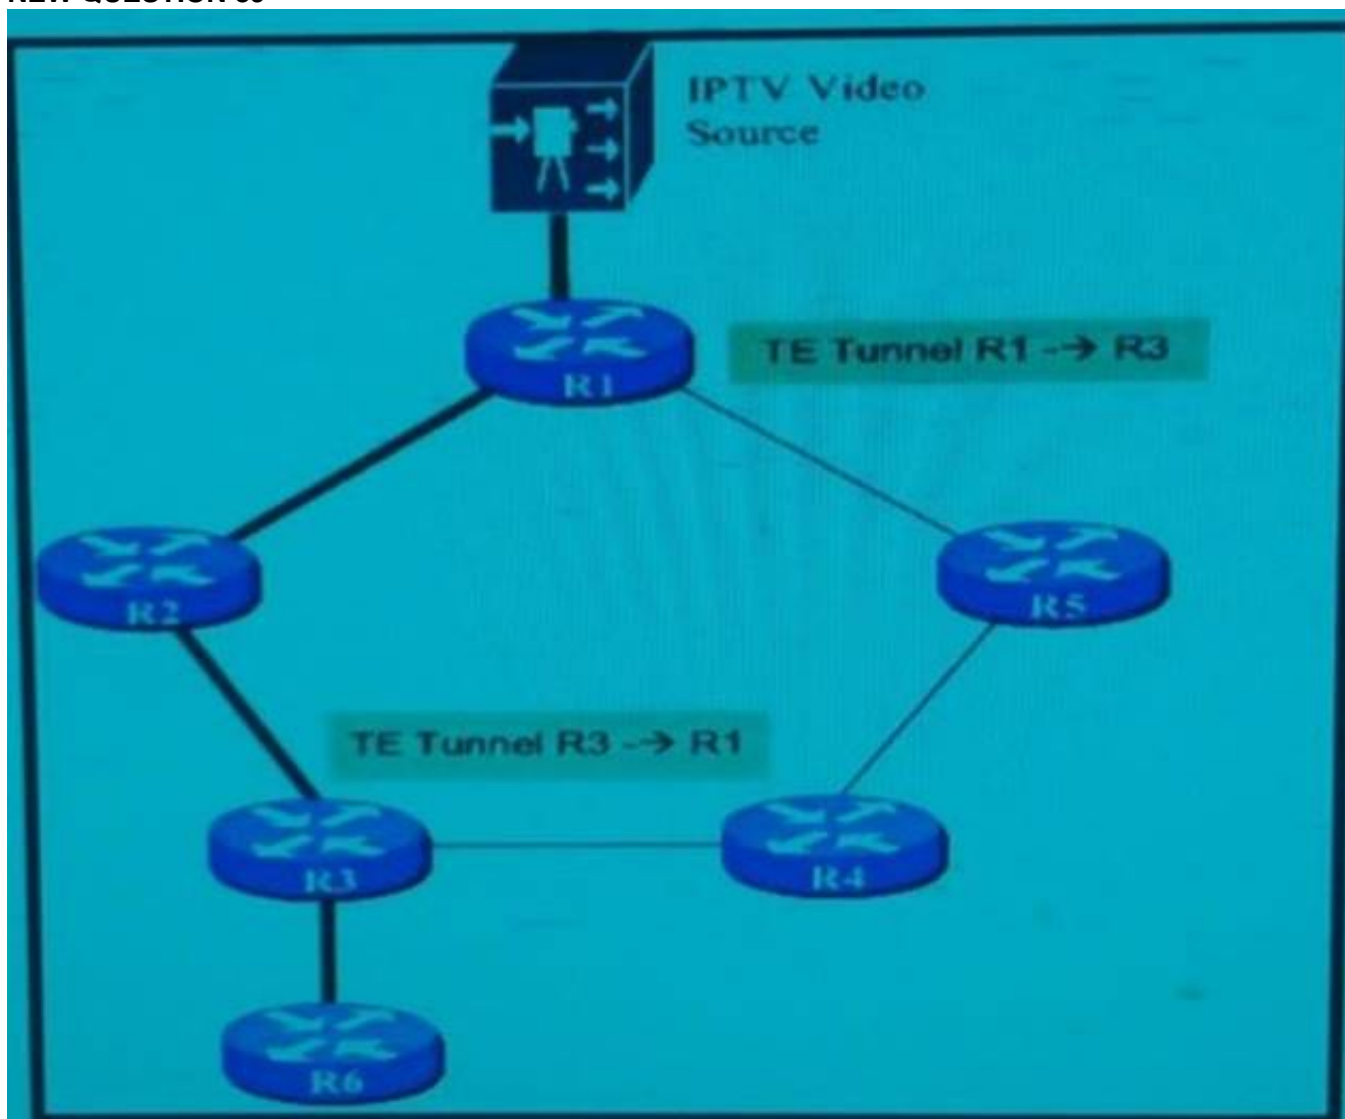 IPTV Video
Source
R1
TE Tunnel R1 -→ R3
R2
R5
TE Tunnel R3 -→ R1
R3
R4
R6